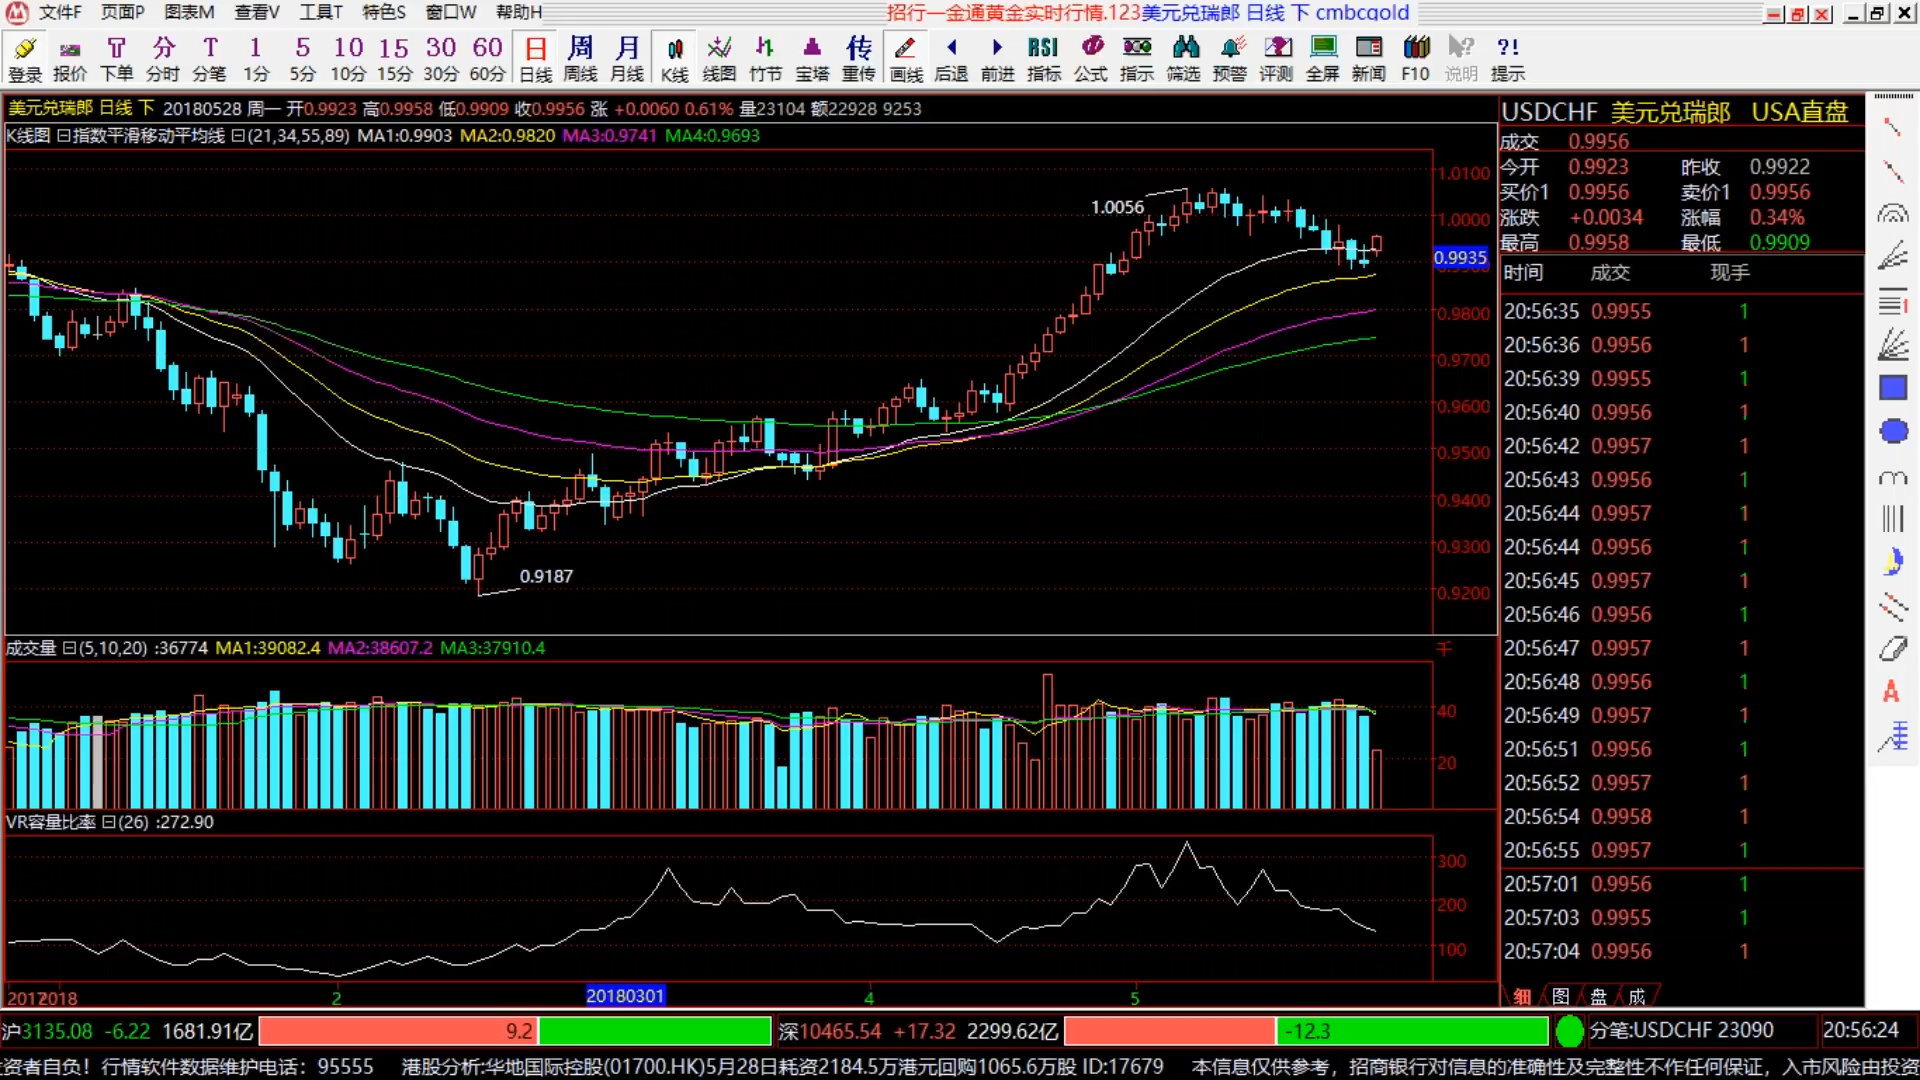 文件F 页面P 图表M 查看V 工具T 特色S 窗口W 帮助H 招行一金通黄金实时行情.123美元兑瑞郎 日线 下 cmbcgold
T 分 T 1 5 10 15 30 60 日 周 月 传 RSI ?!
登录 报价 下单 分时 分笔 1分 5分 10分 15分 30分 60分 日线 周线 月线 K线 线图 竹节 宝塔 重传 画线 后退 前进 指标 公式 指示 筛选 预警 评测 全屏 新闻 F10 说明 提示
美元兑瑞郎 日线 下 20180528 周一 开0.9923 高0.9958 低0.9909 收0.9956 涨 +0.0060 0.61% 量23104 额22928 9253
K线图 指数平滑移动平均线 (21,34,55,89) MA1:0.9903 MA2:0.9820 MA3:0.9741 MA4:0.9693
1.0100
1.0056
1.0000
0.9935
0.9800
0.9700
0.9600
0.9500
0.9400
0.9300
0.9187
0.9200
成交量 (5,10,20) :36774 MA1:39082.4 MA2:38607.2 MA3:37910.4 千
40
20
VR容量比率 (26) :272.90
300
200
100
2017 2018 2 20180301 4 5
USDCHF 美元兑瑞郎 USA直盘
成交 0.9956
今开 0.9923 昨收 0.9922
买价1 0.9956 卖价1 0.9956
涨跌 +0.0034 涨幅 0.34%
最高 0.9958 最低 0.9909
时间 成交 现手
20:56:35 0.9955 1
20:56:36 0.9956 1
20:56:39 0.9955 1
20:56:40 0.9956 1
20:56:42 0.9957 1
20:56:43 0.9956 1
20:56:44 0.9957 1
20:56:44 0.9956 1
20:56:45 0.9957 1
20:56:46 0.9956 1
20:56:47 0.9957 1
20:56:48 0.9956 1
20:56:49 0.9957 1
20:56:51 0.9956 1
20:56:52 0.9957 1
20:56:54 0.9958 1
20:56:55 0.9957 1
20:57:01 0.9956 1
20:57:03 0.9955 1
20:57:04 0.9956 1
细 图 盘 成
沪3135.08 -6.22 1681.91亿 9.2 深10465.54 +17.32 2299.62亿 -12.3 分笔:USDCHF 23090 20:56:24
资者自负！行情软件数据维护电话：95555 港股分析:华地国际控股(01700.HK)5月28日耗资2184.5万港元回购1065.6万股 ID:17679 本信息仅供参考，招商银行对信息的准确性及完整性不作任何保证，入市风险由投资